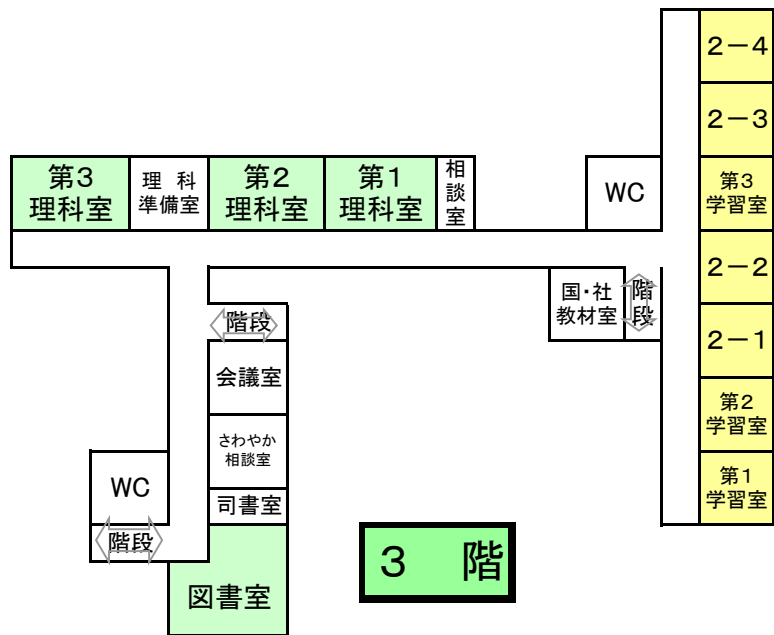 2－4
2－3
第3
学習室
2－2
2－1
第2
学習室
第1
学習室
第3
理科室
理　科
準備室
第2
理科室
第1
理科室
相
談
室
WC
国・社
教材室
階
段
階段
会議室
さわやか
相談室
司書室
WC
階段
図書室
3　階